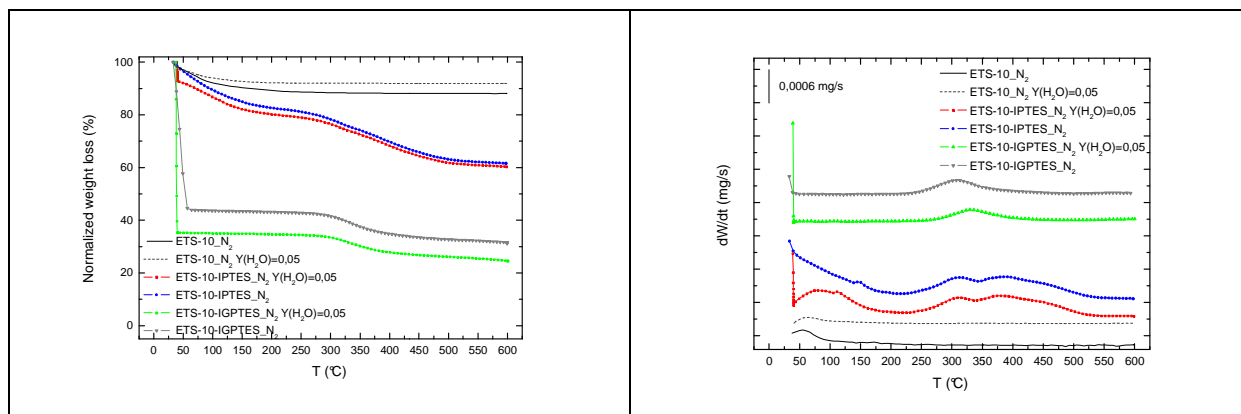 100
80
60
40
20
0
Normalized weight loss (%)
ETS-10_N₂
ETS-10_N₂ Y(H₂O)=0,05
ETS-10-IPTES_N₂ Y(H₂O)=0,05
ETS-10-IPTES_N₂
ETS-10-IGPTES_N₂ Y(H₂O)=0,05
ETS-10-IGPTES_N₂
0 50 100 150 200 250 300 350 400 450 500 550 600
T (°C)
0,0006 mg/s
ETS-10_N₂
ETS-10_N₂ Y(H₂O)=0,05
ETS-10-IPTES_N₂ Y(H₂O)=0,05
ETS-10-IPTES_N₂
ETS-10-IGPTES_N₂ Y(H₂O)=0,05
ETS-10-IGPTES_N₂
dW/dt (mg/s)
0 50 100 150 200 250 300 350 400 450 500 550 600
T (°C)